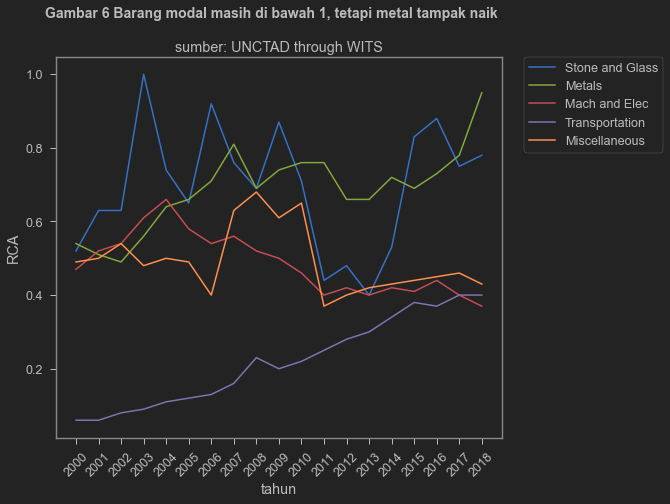 Gambar 6 Barang modal masih di bawah 1, tetapi metal tampak naik
sumber: UNCTAD through WITS
Stone and Glass
Metals
Mach and Elec
Transportation
Miscellaneous
1.0
0.8
0.6
0.4
0.2
RCA
2000 2001 2002 2003 2004 2005 2006 2007 2008 2009 2010 2011 2012 2013 2014 2015 2016 2017 2018
tahun